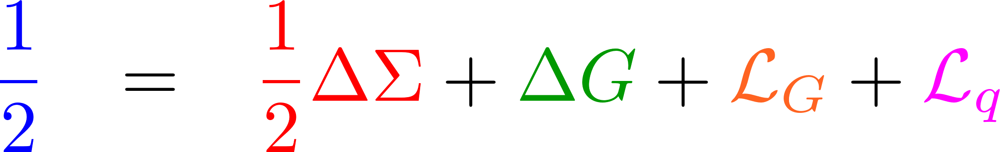 1/2 = 1/2 ΔΣ + ΔG + ℒ_G + ℒ_q